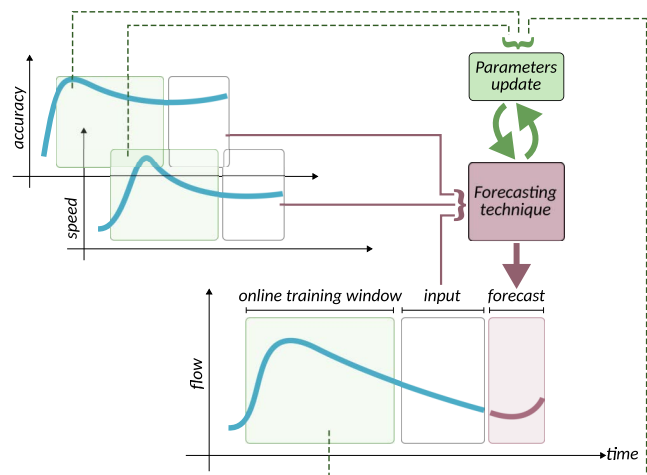 Parameters
update
accuracy
speed
Forecasting
technique
online training window
input
forecast
flow
time